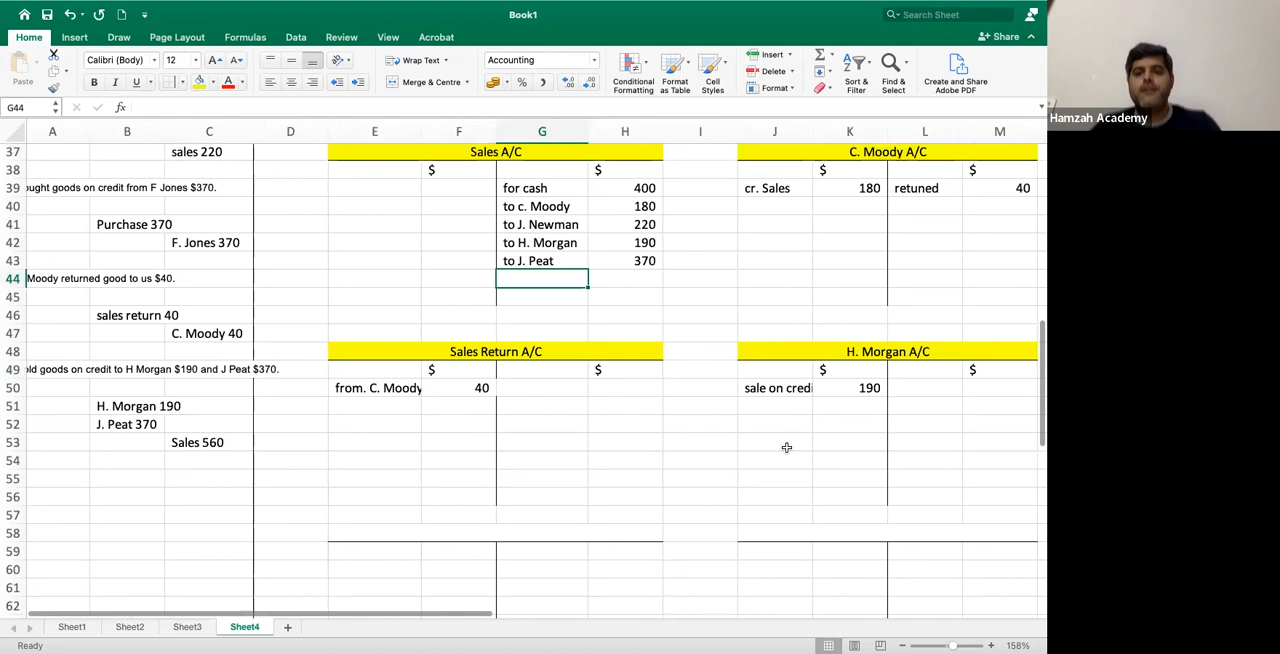 Book1
Search Sheet
Home Insert Draw Page Layout Formulas Data Review View Acrobat
Share
Paste
Calibri (Body) 12
Wrap Text
Accounting
Merge & Centre
B I U
Conditional Formatting
Format as Table
Cell Styles
Insert
Delete
Format
Sort & Filter
Find & Select
Create and Share Adobe PDF
G44 fx
A B C D E F G H I J K L M
37 sales 220 Sales A/C C. Moody A/C
38 $ $ $ $
39 ought goods on credit from F Jones $370. for cash 400 cr. Sales 180 retuned 40
40 to c. Moody 180
41 Purchase 370 to J. Newman 220
42 F. Jones 370 to H. Morgan 190
43 to J. Peat 370
44 Moody returned good to us $40.
45
46 sales return 40
47 C. Moody 40
48 Sales Return A/C H. Morgan A/C
49 ld goods on credit to H Morgan $190 and J Peat $370. $ $ $ $
50 from. C. Moody 40 sale on credi 190
51 H. Morgan 190
52 J. Peat 370
53 Sales 560
54
55
56
57
58
59
60
61
62
Sheet1 Sheet2 Sheet3 Sheet4
Ready
158%
Hamzah Academy